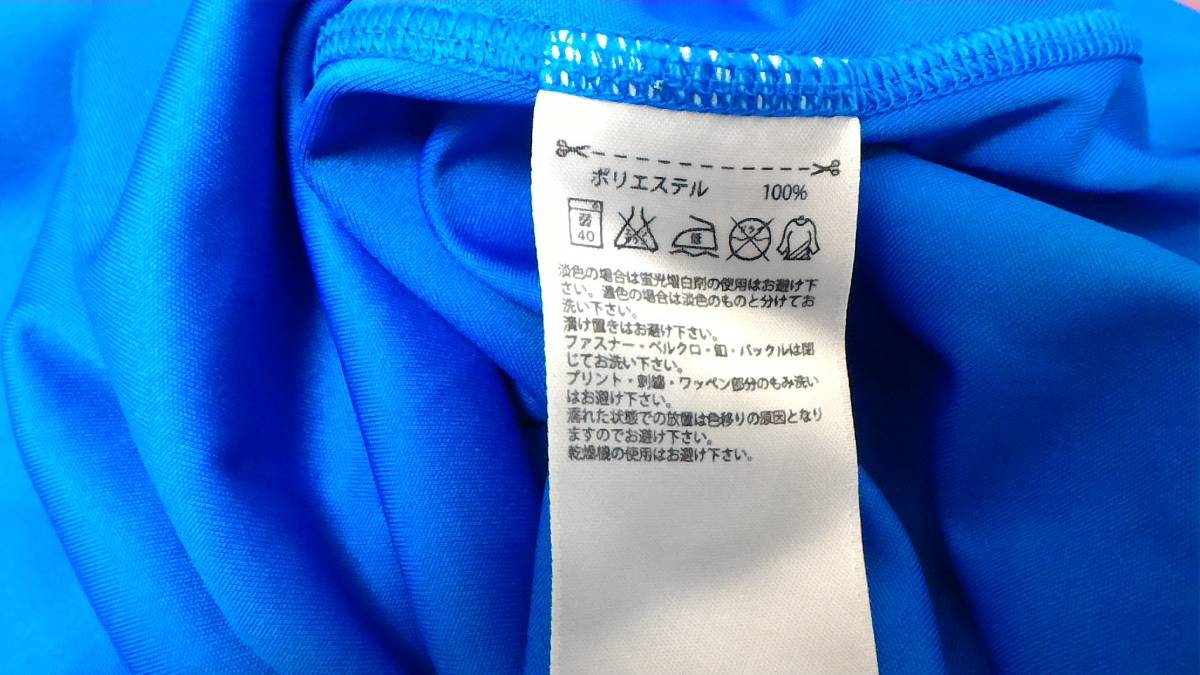 ポリエステル 100%
40
低
淡色の場合は蛍光増白剤の使用はお避け下
さい。濃色の場合は淡色のものと分けてお
洗い下さい。
漬け置きはお避け下さい。
ファスナー・ベルクロ・釦・バックルは閉
じてお洗い下さい。
プリント・刺繍・ワッペン部分のもみ洗い
はお避け下さい。
濡れた状態での放置は色移りの原因となり
ますのでお避け下さい。
乾燥機の使用はお避け下さい。